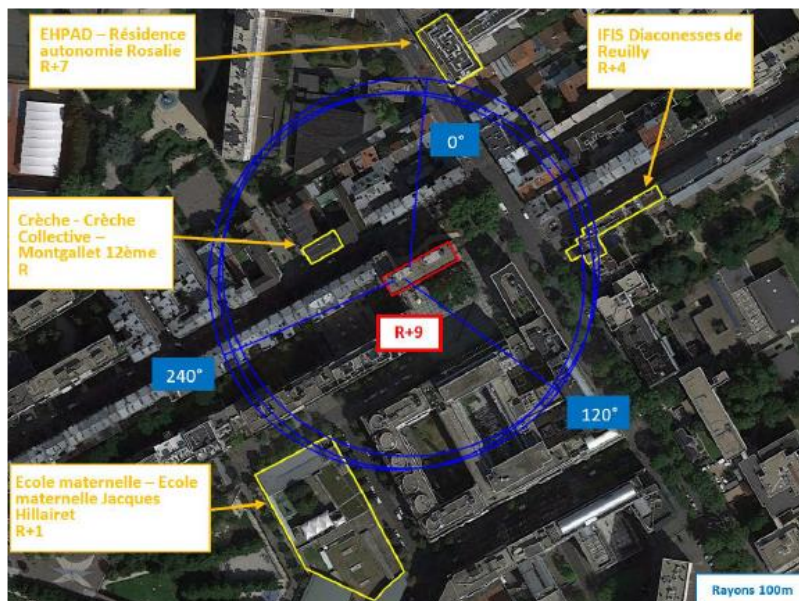 EHPAD – Résidence
autonomie Rosalie
R+7
IFIS Diaconesses de
Reuilly
R+4
0°
Crèche - Crèche
Collective –
Montgallet 12ème
R
R+9
240°
120°
Ecole maternelle – Ecole
maternelle Jacques
Hillairet
R+1
Rayons 100m